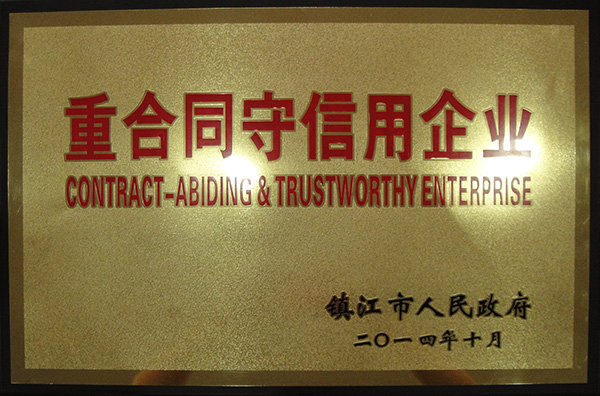 重合同守信用企业
CONTRACT-ABIDING & TRUSTWORTHY ENTERPRISE
镇江市人民政府
二〇一四年十月